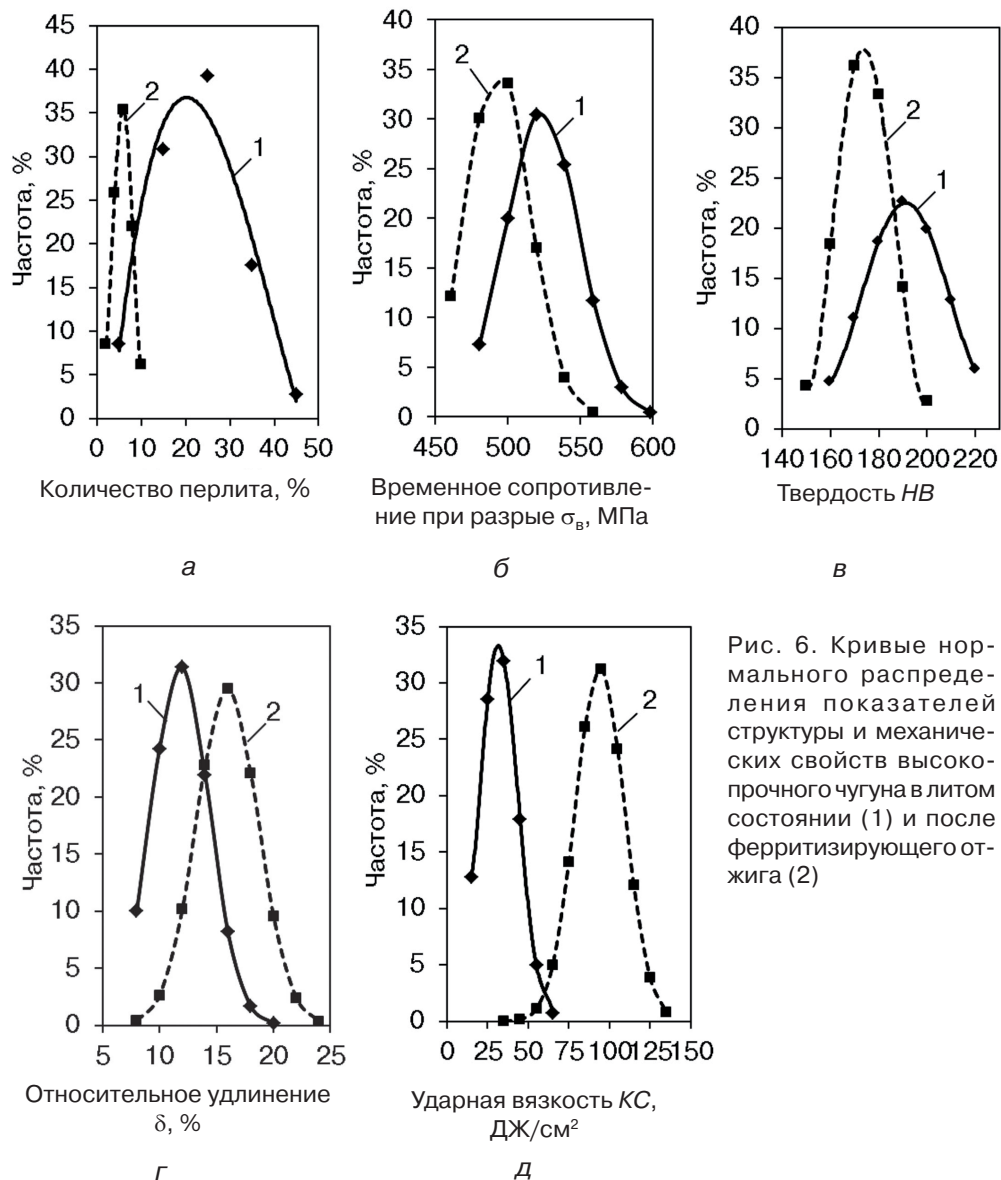 45
40
35
30
25
20
15
10
5
0
Частота, %
2
1
0 10 20 30 40 50
Количество перлита, %
а
40
35
30
25
20
15
10
5
0
Частота, %
2
1
450 500 550 600
Временное сопротивле-
ние при разрые σв, МПа
б
40
35
30
25
20
15
10
5
0
Частота, %
2
1
140 160 180 200 220
Твердость HB
в
35
30
25
20
15
10
5
0
Частота, %
1
2
5 10 15 20 25
Относительное удлинение
δ, %
г
35
30
25
20
15
10
5
0
Частота, %
1
2
0 25 50 75 100 125 150
Ударная вязкость КС,
ДЖ/см²
д
Рис. 6. Кривые нор-
мального распреде-
ления показателей
структуры и механиче-
ских свойств высоко-
прочного чугуна в литом
состоянии (1) и после
ферритизирующего от-
жига (2)